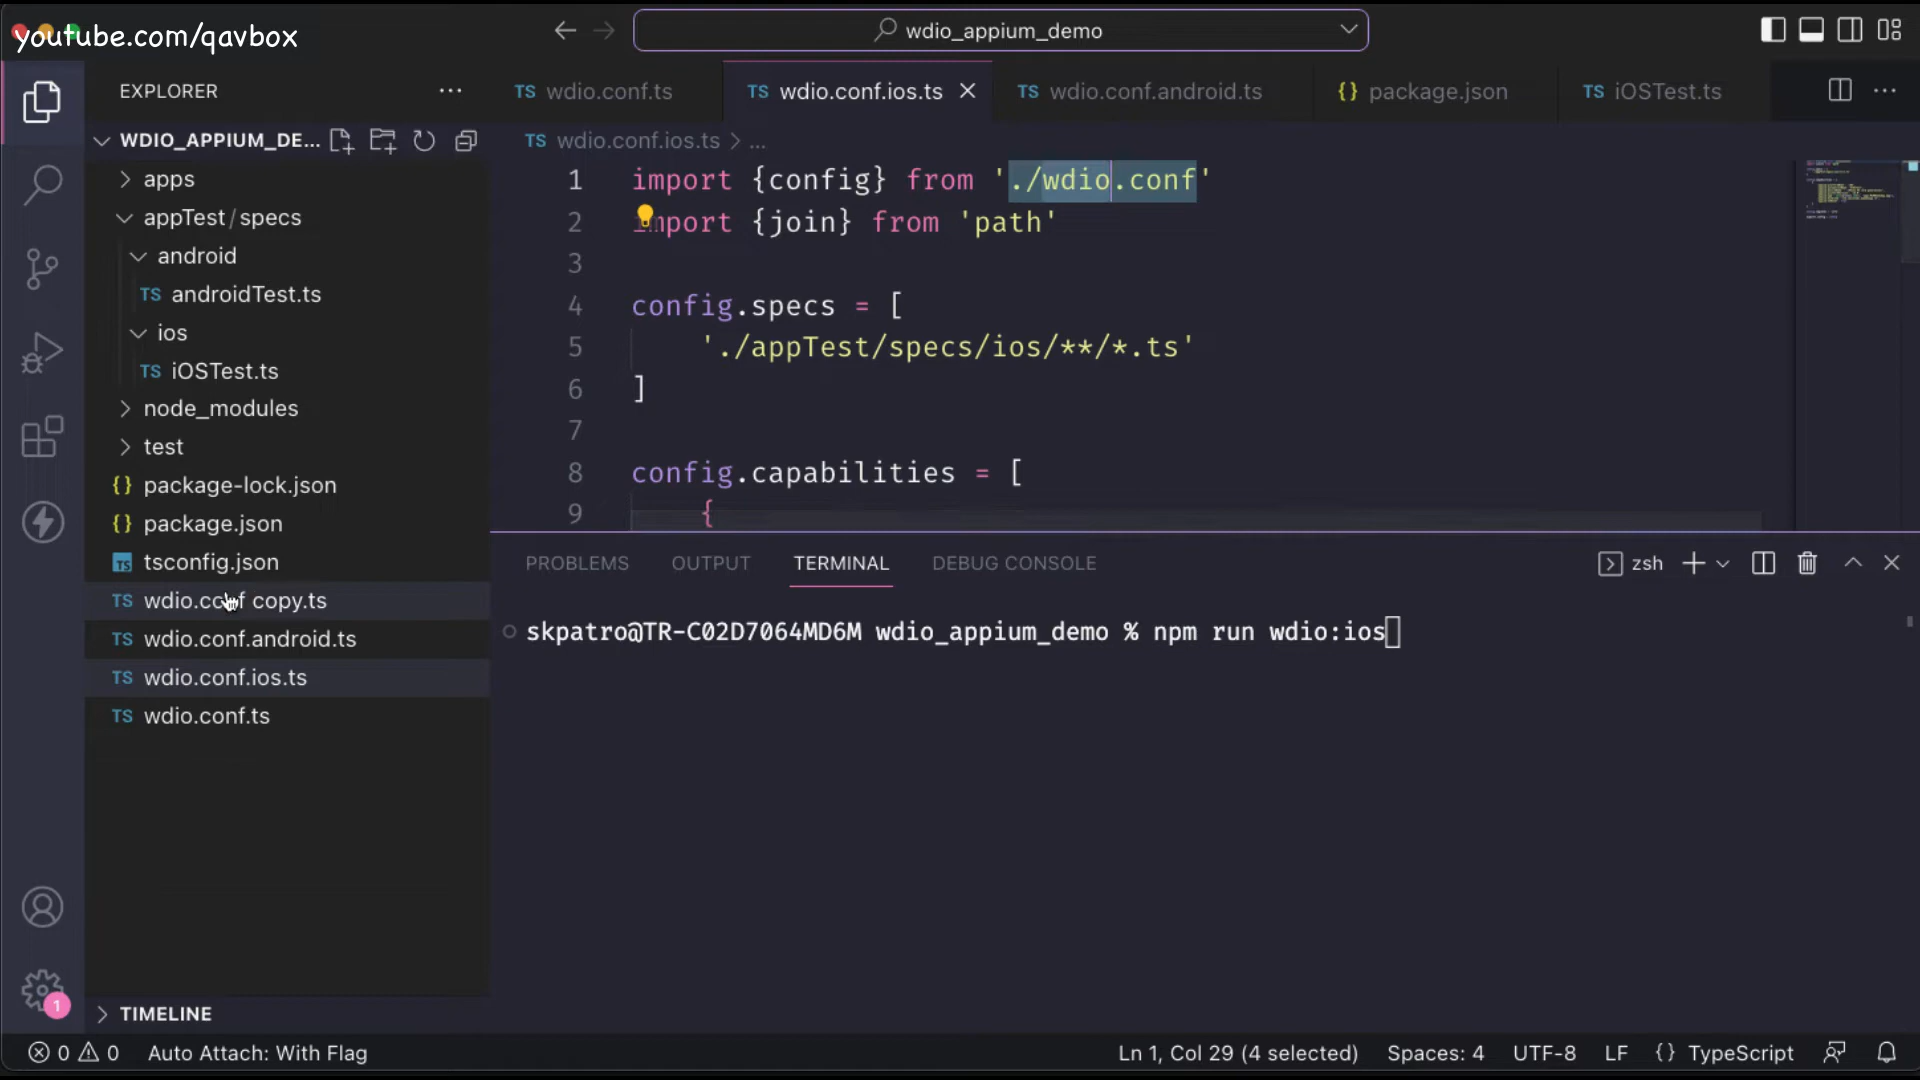 youtube.com/qavbox
wdio_appium_demo
EXPLORER
TS wdio.conf.ts
TS wdio.conf.ios.ts
TS wdio.conf.android.ts
{} package.json
TS iOSTest.ts
WDIO_APPIUM_DE...
TS wdio.conf.ios.ts > ...
apps
appTest/specs
android
TS androidTest.ts
ios
TS iOSTest.ts
node_modules
test
{} package-lock.json
{} package.json
TS tsconfig.json
TS wdio.conf copy.ts
TS wdio.conf.android.ts
TS wdio.conf.ios.ts
TS wdio.conf.ts
1 import {config} from './wdio.conf'
2 import {join} from 'path'
3
4 config.specs = [
5 './appTest/specs/ios/**/*.ts'
6 ]
7
8 config.capabilities = [
9 {
PROBLEMS OUTPUT TERMINAL DEBUG CONSOLE
zsh
skpatro@TR-C02D7064MD6M wdio_appium_demo % npm run wdio:ios
1
TIMELINE
0 0 Auto Attach: With Flag
Ln 1, Col 29 (4 selected) Spaces: 4 UTF-8 LF {} TypeScript